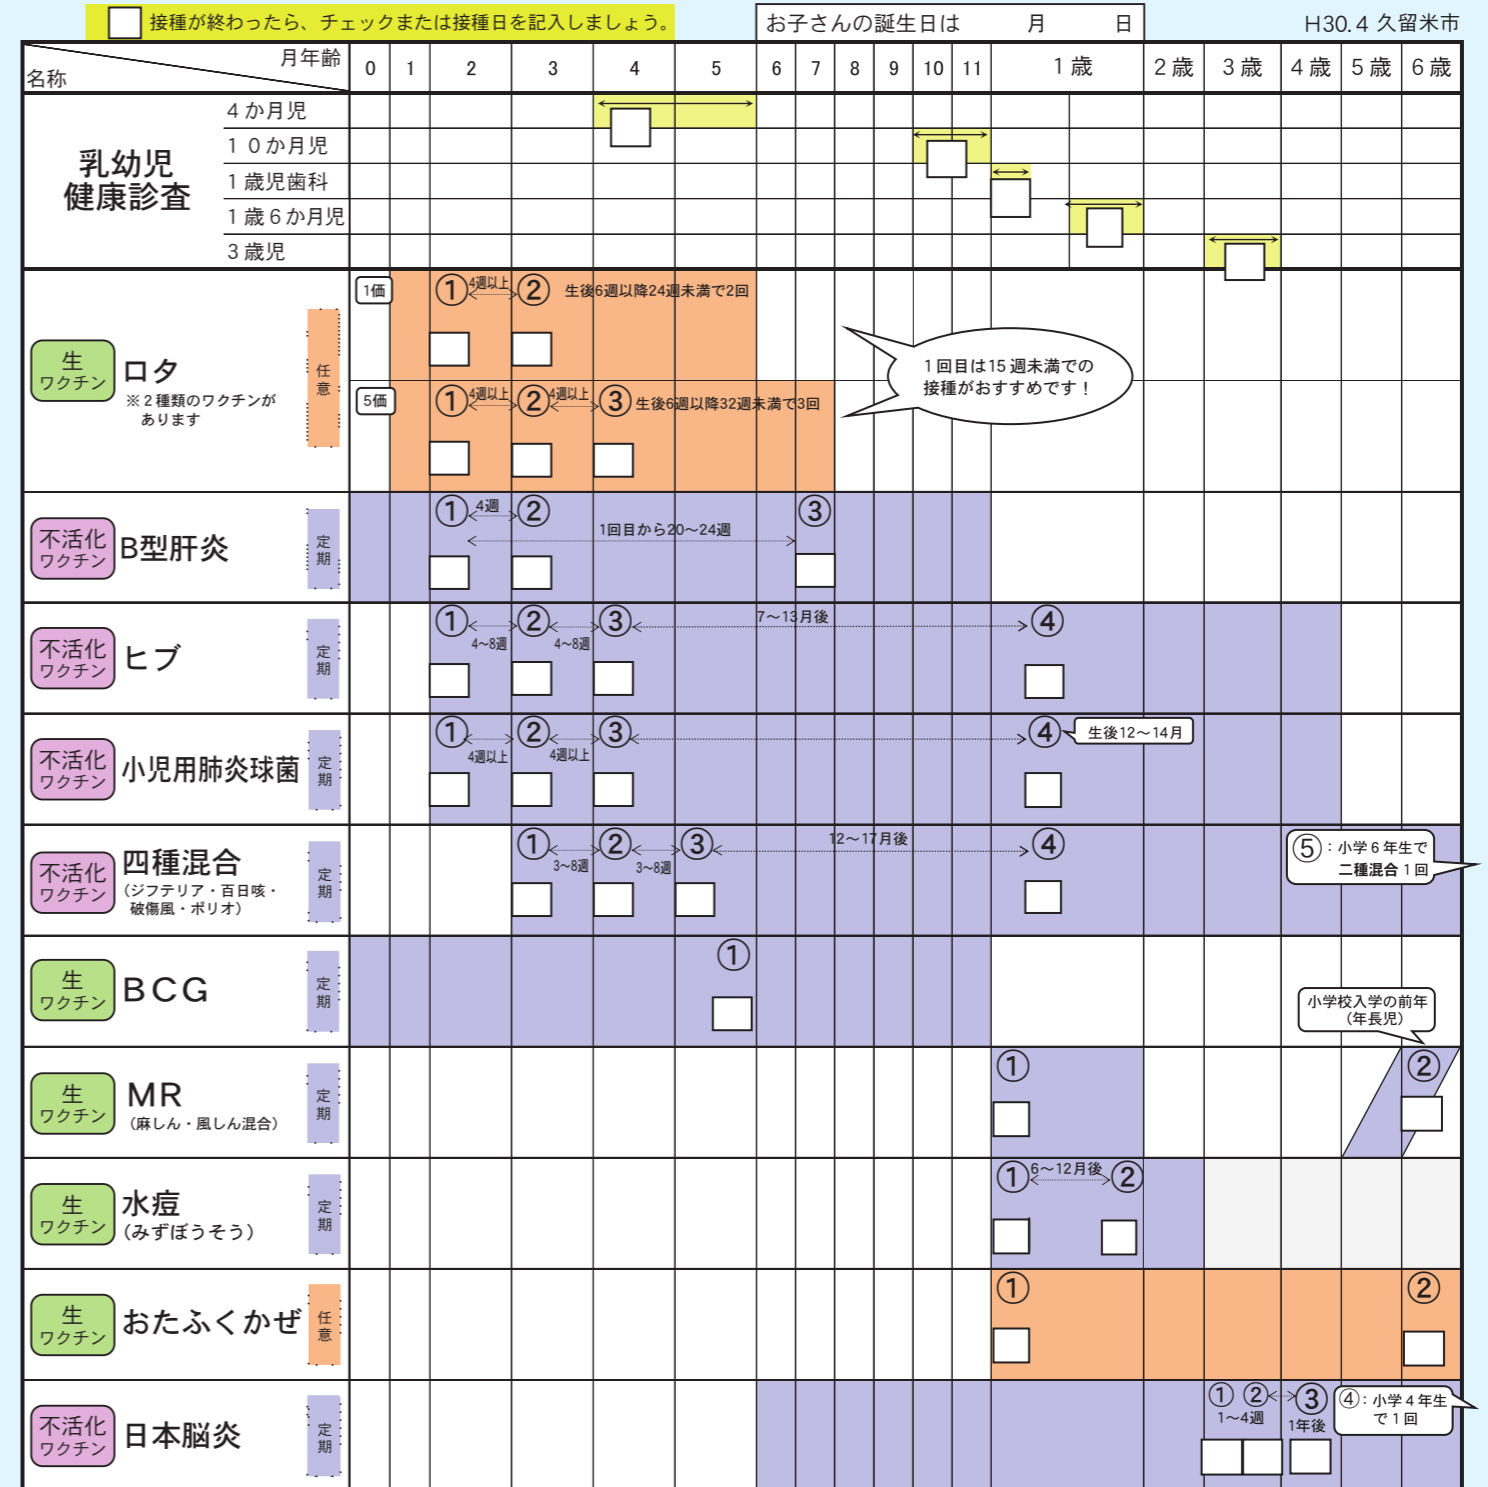 接種が終わったら、チェックまたは接種日を記入しましょう。
お子さんの誕生日は　　月　　日
H30.4 久留米市
月年齢
名称
0 1 2 3 4 5 6 7 8 9 10 11 1歳 2歳 3歳 4歳 5歳 6歳
乳幼児
健康診査
4か月児
10か月児
1歳児歯科
1歳6か月児
3歳児
生
ワクチン
ロタ
※2種類のワクチンが
あります
任意
1価
① 4週以上 ② 生後6週以降24週未満で2回
5価
① 4週以上 ② 4週以上 ③ 生後6週以降32週未満で3回
1回目は15週未満での
接種がおすすめです！
不活化
ワクチン
B型肝炎
定期
① 4週 ② ③
1回目から20〜24週
不活化
ワクチン
ヒブ
定期
① ② ③ 7〜13月後 ④
4〜8週 4〜8週
不活化
ワクチン
小児用肺炎球菌
定期
① ② ③ ④ 生後12〜14月
4週以上 4週以上
不活化
ワクチン
四種混合
（ジフテリア・百日咳・
破傷風・ポリオ）
定期
① ② ③ 12〜17月後 ④
3〜8週 3〜8週
⑤：小学6年生で
二種混合1回
生
ワクチン
BCG
定期
①
生
ワクチン
MR
（麻しん・風しん混合）
定期
① ②
小学校入学の前年
（年長児）
生
ワクチン
水痘
（みずぼうそう）
定期
① 6〜12月後 ②
生
ワクチン
おたふくかぜ
任意
① ②
不活化
ワクチン
日本脳炎
定期
① ② ③
1〜4週 1年後
④：小学4年生
で1回